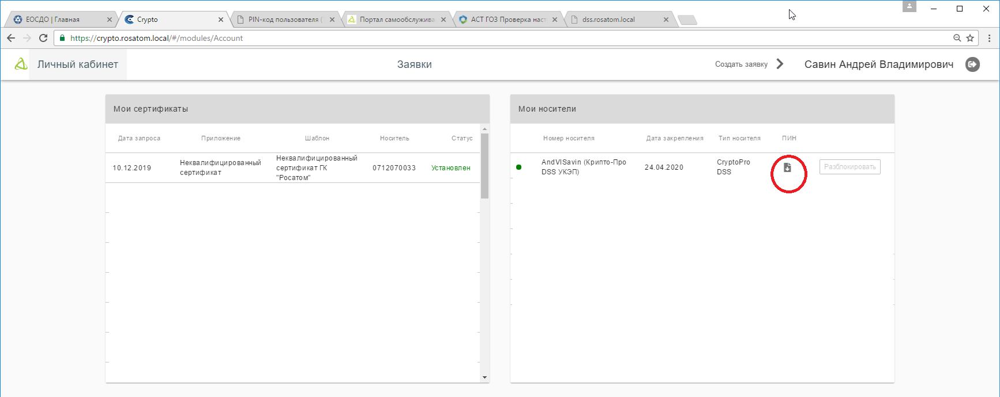 ЕОСДО | Главная
Crypto
PIN-код пользователя (
Портал самообслужива
АСТ ГОЗ Проверка наст
dss.rosatom.local
https://crypto.rosatom.local/#/modules/Account
Личный кабинет
Заявки
Создать заявку
Савин Андрей Владимирович
Мои сертификаты
Дата запроса Приложение Шаблон Носитель Статус
10.12.2019
Неквалифицированный
сертификат
Неквалифицированный
сертификат ГК
"Росатом"
0712070033
Установлен
Мои носители
Номер носителя Дата закрепления Тип носителя ПИН
AndVlSavin (Крипто-Про
DSS УКЭП)
24.04.2020
CryptoPro
DSS
Разблокировать